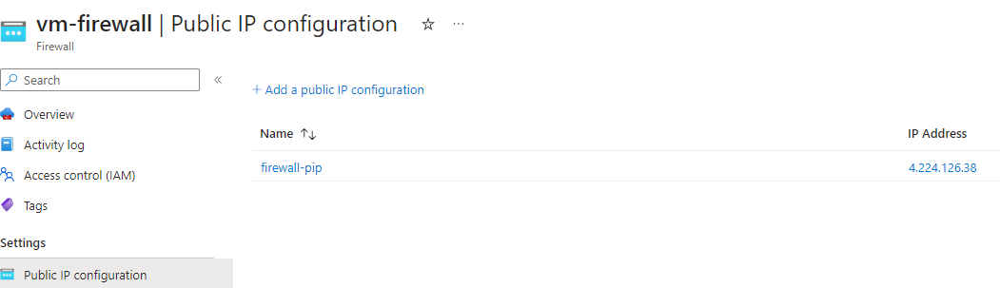 vm-firewall | Public IP configuration ☆ ...
Firewall
Search «
+ Add a public IP configuration
Overview
Name ↑↓ IP Address
Activity log
firewall-pip 4.224.126.38
Access control (IAM)
Tags
Settings
Public IP configuration